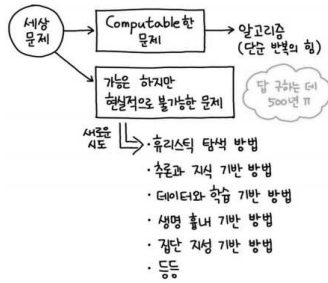 세상
문제
Computable한
문제
알고리즘
(단순 반복의 힘)
가능은 하지만
현실적으로 불가능한 문제
답 구하는 데
500년 ㅠ
새로운
시도
· 휴리스틱 탐색 방법
· 추론과 지식 기반 방법
· 데이터와 학습 기반 방법
· 생명 흉내 기반 방법
· 집단 지성 기반 방법
· 등등